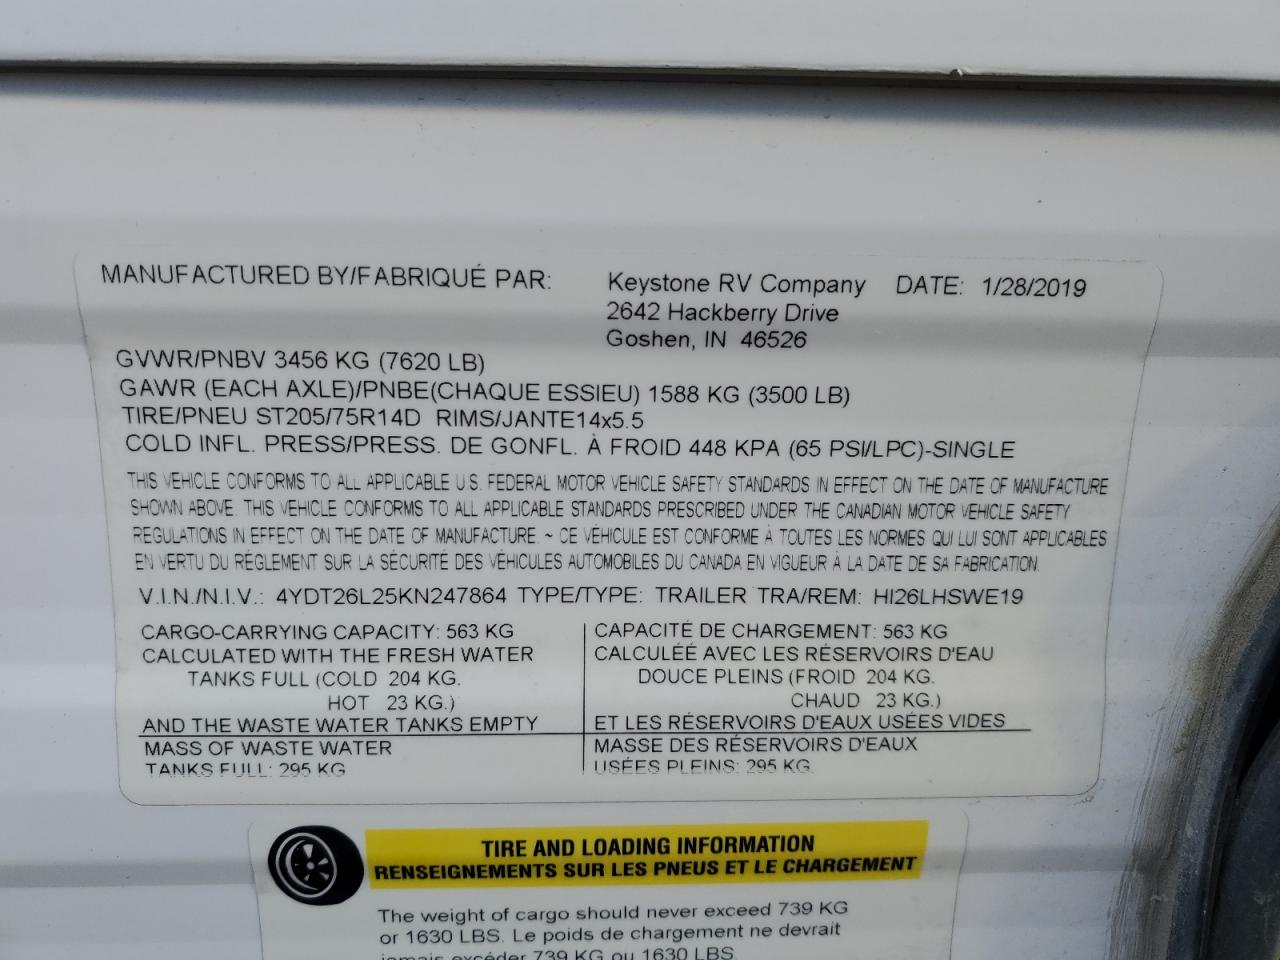 MANUFACTURED BY/FABRIQUÉ PAR: Keystone RV Company DATE: 1/28/2019
2642 Hackberry Drive
Goshen, IN 46526
GVWR/PNBV 3456 KG (7620 LB)
GAWR (EACH AXLE)/PNBE(CHAQUE ESSIEU) 1588 KG (3500 LB)
TIRE/PNEU ST205/75R14D RIMS/JANTE14x5.5
COLD INFL. PRESS/PRESS. DE GONFL. À FROID 448 KPA (65 PSI/LPC)-SINGLE
THIS VEHICLE CONFORMS TO ALL APPLICABLE U.S. FEDERAL MOTOR VEHICLE SAFETY STANDARDS IN EFFECT ON THE DATE OF MANUFACTURE
SHOWN ABOVE. THIS VEHICLE CONFORMS TO ALL APPLICABLE STANDARDS PRESCRIBED UNDER THE CANADIAN MOTOR VEHICLE SAFETY
REGULATIONS IN EFFECT ON THE DATE OF MANUFACTURE. ~ CE VÉHICULE EST CONFORME À TOUTES LES NORMES QUI LUI SONT APPLICABLES
EN VERTU DU RÉGLEMENT SUR LA SÉCURITÉ DES VÉHICULES AUTOMOBILES DU CANADA EN VIGUEUR À LA DATE DE SA FABRICATION.
V.I.N./N.I.V.: 4YDT26L25KN247864 TYPE/TYPE: TRAILER TRA/REM: HI26LHSWE19
CARGO-CARRYING CAPACITY: 563 KG
CALCULATED WITH THE FRESH WATER
TANKS FULL (COLD 204 KG.
HOT 23 KG.)
AND THE WASTE WATER TANKS EMPTY
MASS OF WASTE WATER
TANKS FULL: 295 KG
CAPACITÉ DE CHARGEMENT: 563 KG
CALCULÉE AVEC LES RÉSERVOIRS D'EAU
DOUCE PLEINS (FROID 204 KG.
CHAUD 23 KG.)
ET LES RÉSERVOIRS D'EAUX USÉES VIDES
MASSE DES RÉSERVOIRS D'EAUX
USÉES PLEINS: 295 KG.
TIRE AND LOADING INFORMATION
RENSEIGNEMENTS SUR LES PNEUS ET LE CHARGEMENT
The weight of cargo should never exceed 739 KG
or 1630 LBS. Le poids de chargement ne devrait
jamais excéder 739 KG ou 1630 LBS.